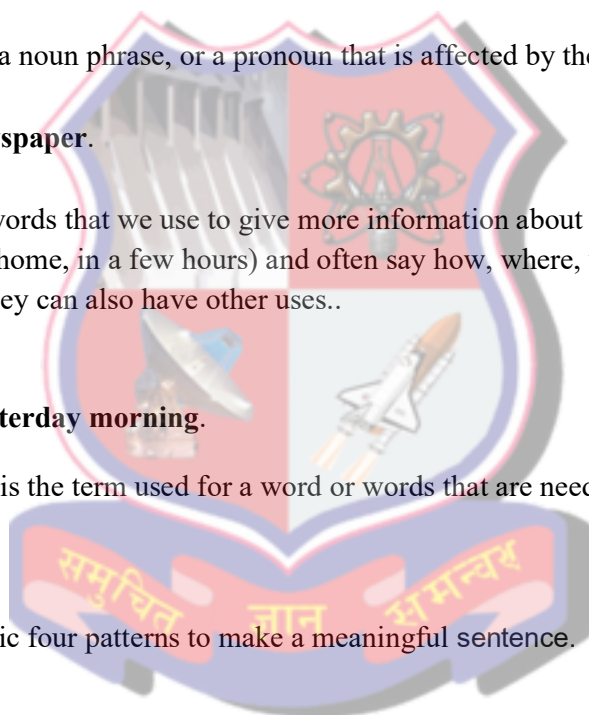 a noun phrase, or a pronoun that is affected by the
spaper.
words that we use to give more information about
home, in a few hours) and often say how, where,
ey can also have other uses..
terday morning.
is the term used for a word or words that are need
समुचित ज्ञान समन्वय
ic four patterns to make a meaningful sentence.